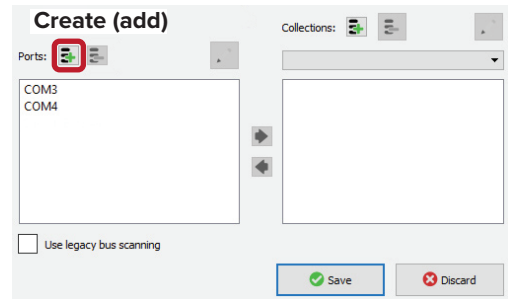 Create (add)
Collections:
Ports:
COM3
COM4
Use legacy bus scanning
Save
Discard